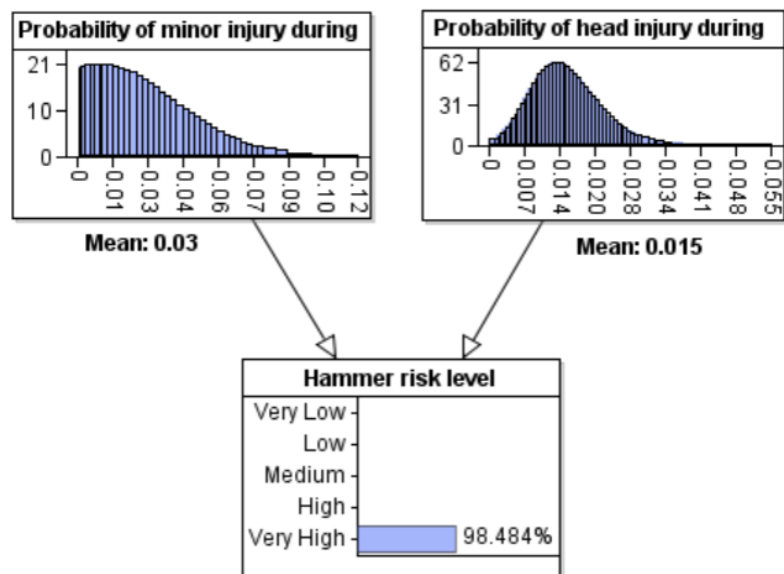 Probability of minor injury during
21
10
0
0
0.01
0.03
0.04
0.06
0.07
0.09
0.10
0.12
Mean: 0.03
Probability of head injury during
62
31
0
0
0.007
0.014
0.020
0.028
0.034
0.041
0.048
0.055
Mean: 0.015
Hammer risk level
Very Low
Low
Medium
High
Very High 98.484%